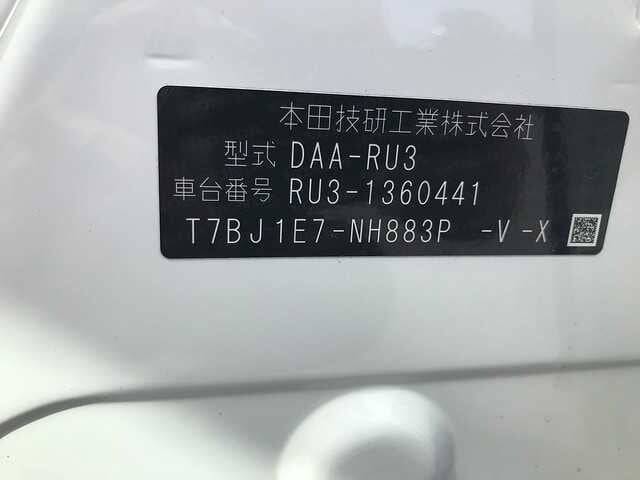 本田技研工業株式会社
型式 DAA-RU3
車台番号 RU3-1360441
T7BJ1E7-NH883P -V -X